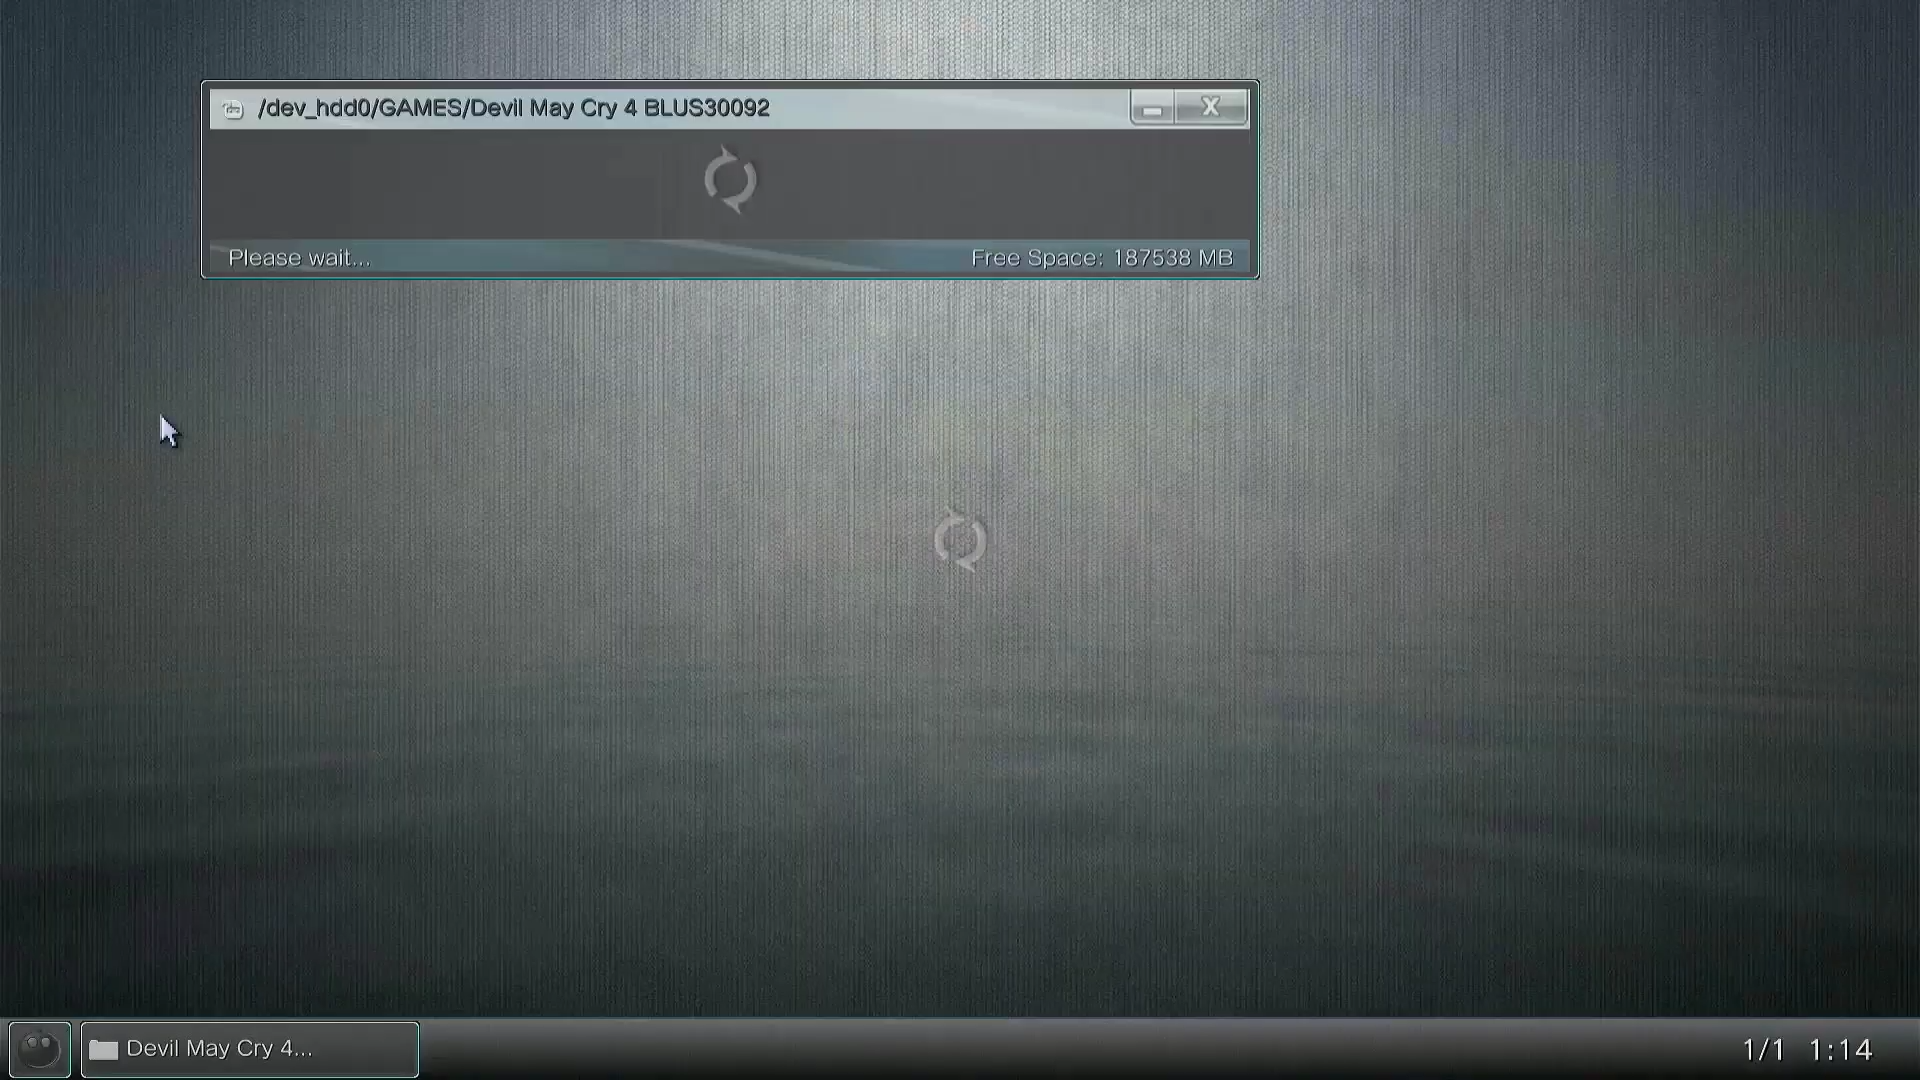 /dev_hdd0/GAMES/Devil May Cry 4 BLUS30092
X
Please wait... Free Space: 187538 MB
Devil May Cry 4...
1/1 1:14